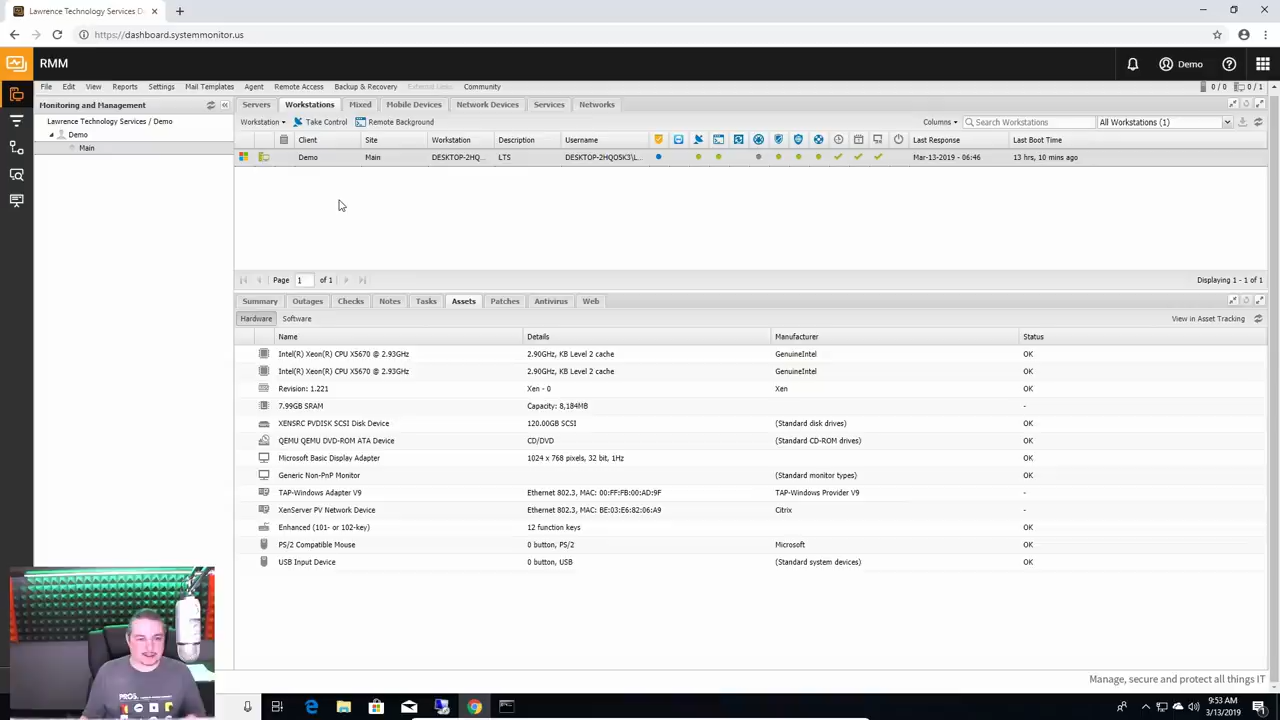 Lawrence Technology Services D
https://dashboard.systemmonitor.us
RMM
Demo
File Edit View Reports Settings Mail Templates Agent Remote Access Backup & Recovery External Links Community
0 / 0 0 / 1
Monitoring and Management
Servers Workstations Mixed Mobile Devices Network Devices Services Networks
Lawrence Technology Services / Demo
Demo
Main
Workstation Take Control Remote Background
Columns Search Workstations All Workstations (1)
Client Site Workstation Description Username Last Response Last Boot Time
Demo Main DESKTOP-2HQ... LTS DESKTOP-2HQO5K3\L... Mar-13-2019 - 06:46 13 hrs, 10 mins ago
Page 1 of 1
Displaying 1 - 1 of 1
Summary Outages Checks Notes Tasks Assets Patches Antivirus Web
Hardware Software
View in Asset Tracking
Name Details Manufacturer Status
Intel(R) Xeon(R) CPU X5670 @ 2.93GHz 2.90GHz, KB Level 2 cache GenuineIntel OK
Intel(R) Xeon(R) CPU X5670 @ 2.93GHz 2.90GHz, KB Level 2 cache GenuineIntel OK
Revision: 1.221 Xen - 0 Xen OK
7.99GB SRAM Capacity: 8,184MB -
XENSRC PVDISK SCSI Disk Device 120.00GB SCSI (Standard disk drives) OK
QEMU QEMU DVD-ROM ATA Device CD/DVD (Standard CD-ROM drives) OK
Microsoft Basic Display Adapter 1024 x 768 pixels, 32 bit, 1Hz OK
Generic Non-PnP Monitor (Standard monitor types) OK
TAP-Windows Adapter V9 Ethernet 802.3, MAC: 00:FF:FB:00:AD:9F TAP-Windows Provider V9 -
XenServer PV Network Device Ethernet 802.3, MAC: BE:03:E6:82:06:A9 Citrix -
Enhanced (101- or 102-key) 12 function keys OK
PS/2 Compatible Mouse 0 button, PS/2 Microsoft OK
USB Input Device 0 button, USB (Standard system devices) OK
PROS.
Manage, secure and protect all things IT
9:53 AM
3/13/2019